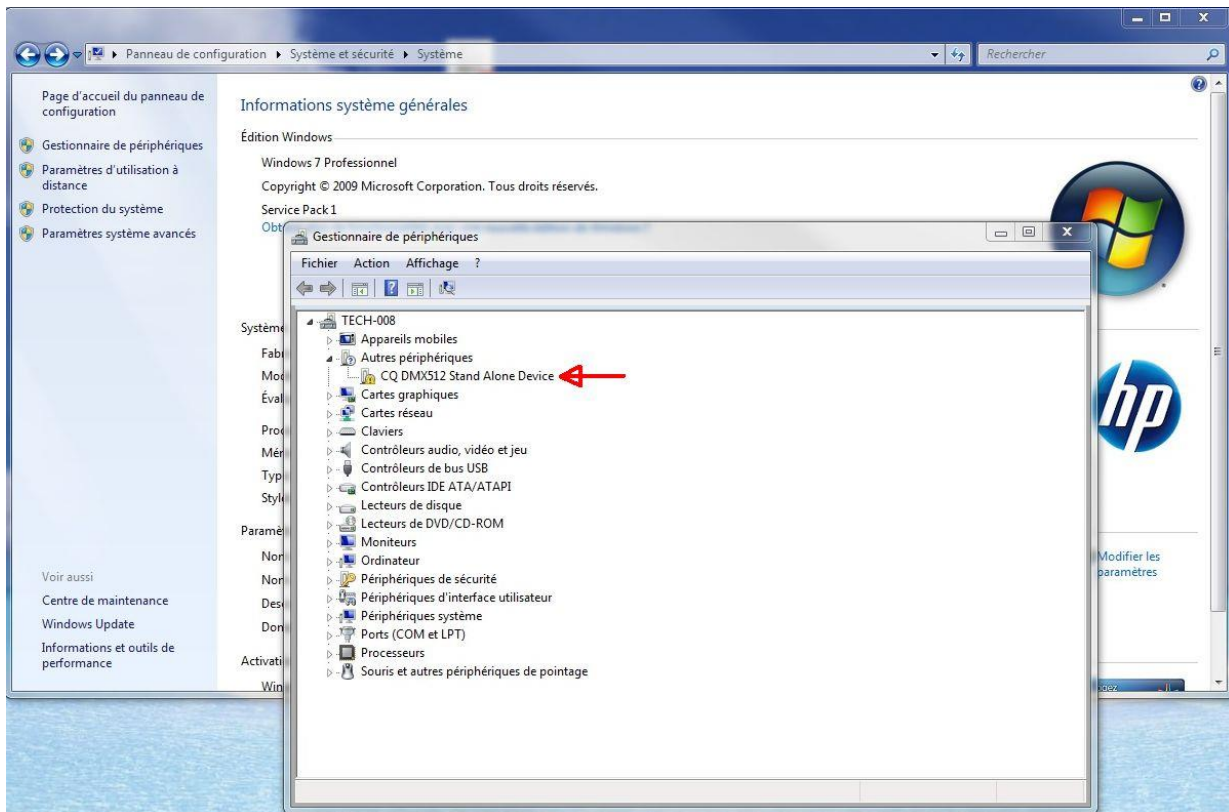 Panneau de configuration ▸ Système et sécurité ▸ Système
Rechercher
Page d'accueil du panneau de
configuration
Gestionnaire de périphériques
Paramètres d'utilisation à
distance
Protection du système
Paramètres système avancés
Voir aussi
Centre de maintenance
Windows Update
Informations et outils de
performance
Informations système générales
Édition Windows
Windows 7 Professionnel
Copyright © 2009 Microsoft Corporation. Tous droits réservés.
Service Pack 1
Système
hp
Modifier les
paramètres
Gestionnaire de périphériques
Fichier Action Affichage ?
TECH-008
Appareils mobiles
Autres périphériques
CQ DMX512 Stand Alone Device
Cartes graphiques
Cartes réseau
Claviers
Contrôleurs audio, vidéo et jeu
Contrôleurs de bus USB
Contrôleurs IDE ATA/ATAPI
Lecteurs de disque
Lecteurs de DVD/CD-ROM
Moniteurs
Ordinateur
Périphériques de sécurité
Périphériques d'interface utilisateur
Périphériques système
Ports (COM et LPT)
Processeurs
Souris et autres périphériques de pointage